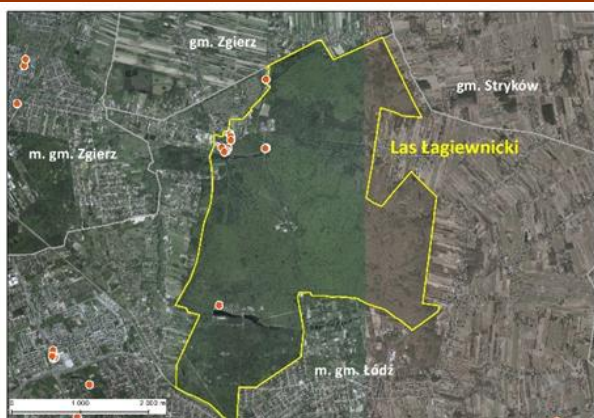 gm. Zgierz
gm. Stryków
Las Łagiewnicki
m. gm. Zgierz
m. gm. Łódź
0 1 000 2 000 m